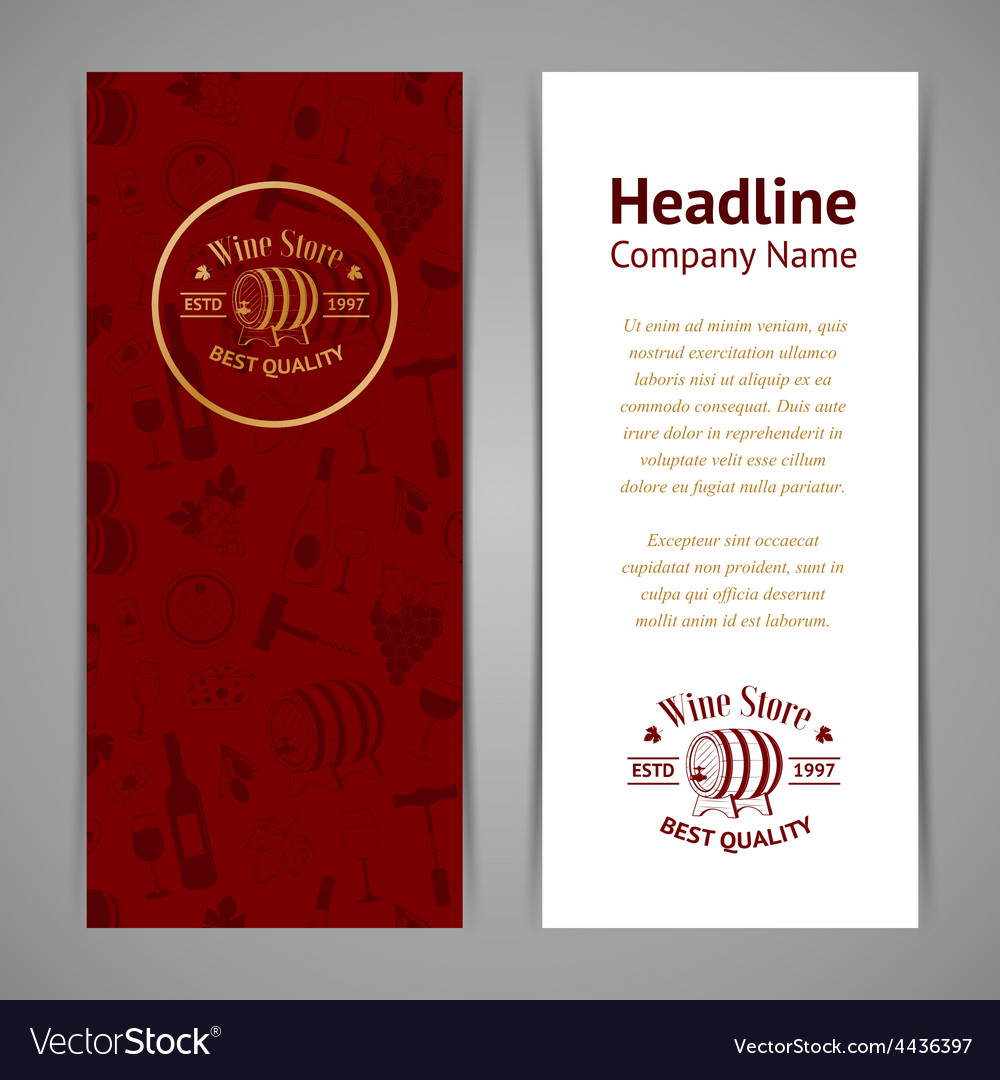 Wine Store
ESTD 1997
BEST QUALITY
Headline
Company Name
Ut enim ad minim veniam, quis
nostrud exercitation ullamco
laboris nisi ut aliquip ex ea
commodo consequat. Duis aute
irure dolor in reprehenderit in
voluptate velit esse cillum
dolore eu fugiat nulla pariatur.
Excepteur sint occaecat
cupidatat non proident, sunt in
culpa qui officia deserunt
mollit anim id est laborum.
Wine Store
ESTD 1997
BEST QUALITY
VectorStock®
VectorStock.com/4436397